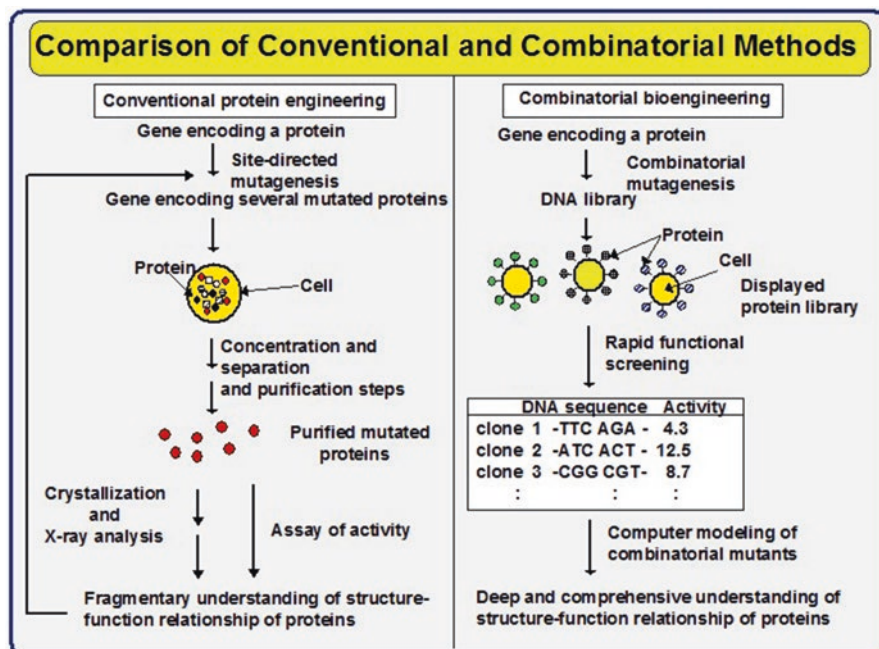 Comparison of Conventional and Combinatorial Methods
Conventional protein engineering
Gene encoding a protein
Site-directed
mutagenesis
Gene encoding several mutated proteins
Protein
Cell
Concentration and
separation
and purification steps
Purified mutated
proteins
Crystallization
and
X-ray analysis
Assay of activity
Fragmentary understanding of structure-
function relationship of proteins
Combinatorial bioengineering
Gene encoding a protein
Combinatorial
mutagenesis
DNA library
Protein
Cell
Displayed
protein library
Rapid functional
screening
DNA sequence Activity
clone 1 -TTC AGA - 4.3
clone 2 -ATC ACT - 12.5
clone 3 -CGG CGT- 8.7
: : :
Computer modeling of
combinatorial mutants
Deep and comprehensive understanding of
structure-function relationship of proteins